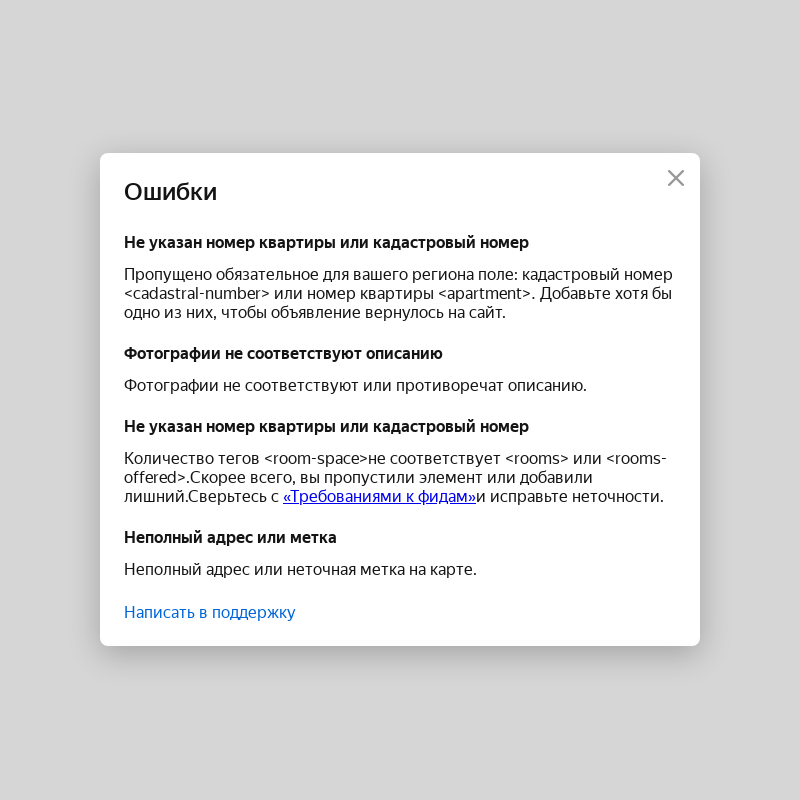 Ошибки
Не указан номер квартиры или кадастровый номер
Пропущено обязательное для вашего региона поле: кадастровый номер
<cadastral-number> или номер квартиры <apartment>. Добавьте хотя бы
одно из них, чтобы объявление вернулось на сайт.
Фотографии не соответствуют описанию
Фотографии не соответствуют или противоречат описанию.
Не указан номер квартиры или кадастровый номер
Количество тегов <room-space>не соответствует <rooms> или <rooms-
offered>.Скорее всего, вы пропустили элемент или добавили
лишний.Сверьтесь с «Требованиями к фидам»и исправьте неточности.
Неполный адрес или метка
Неполный адрес или неточная метка на карте.
Написать в поддержку